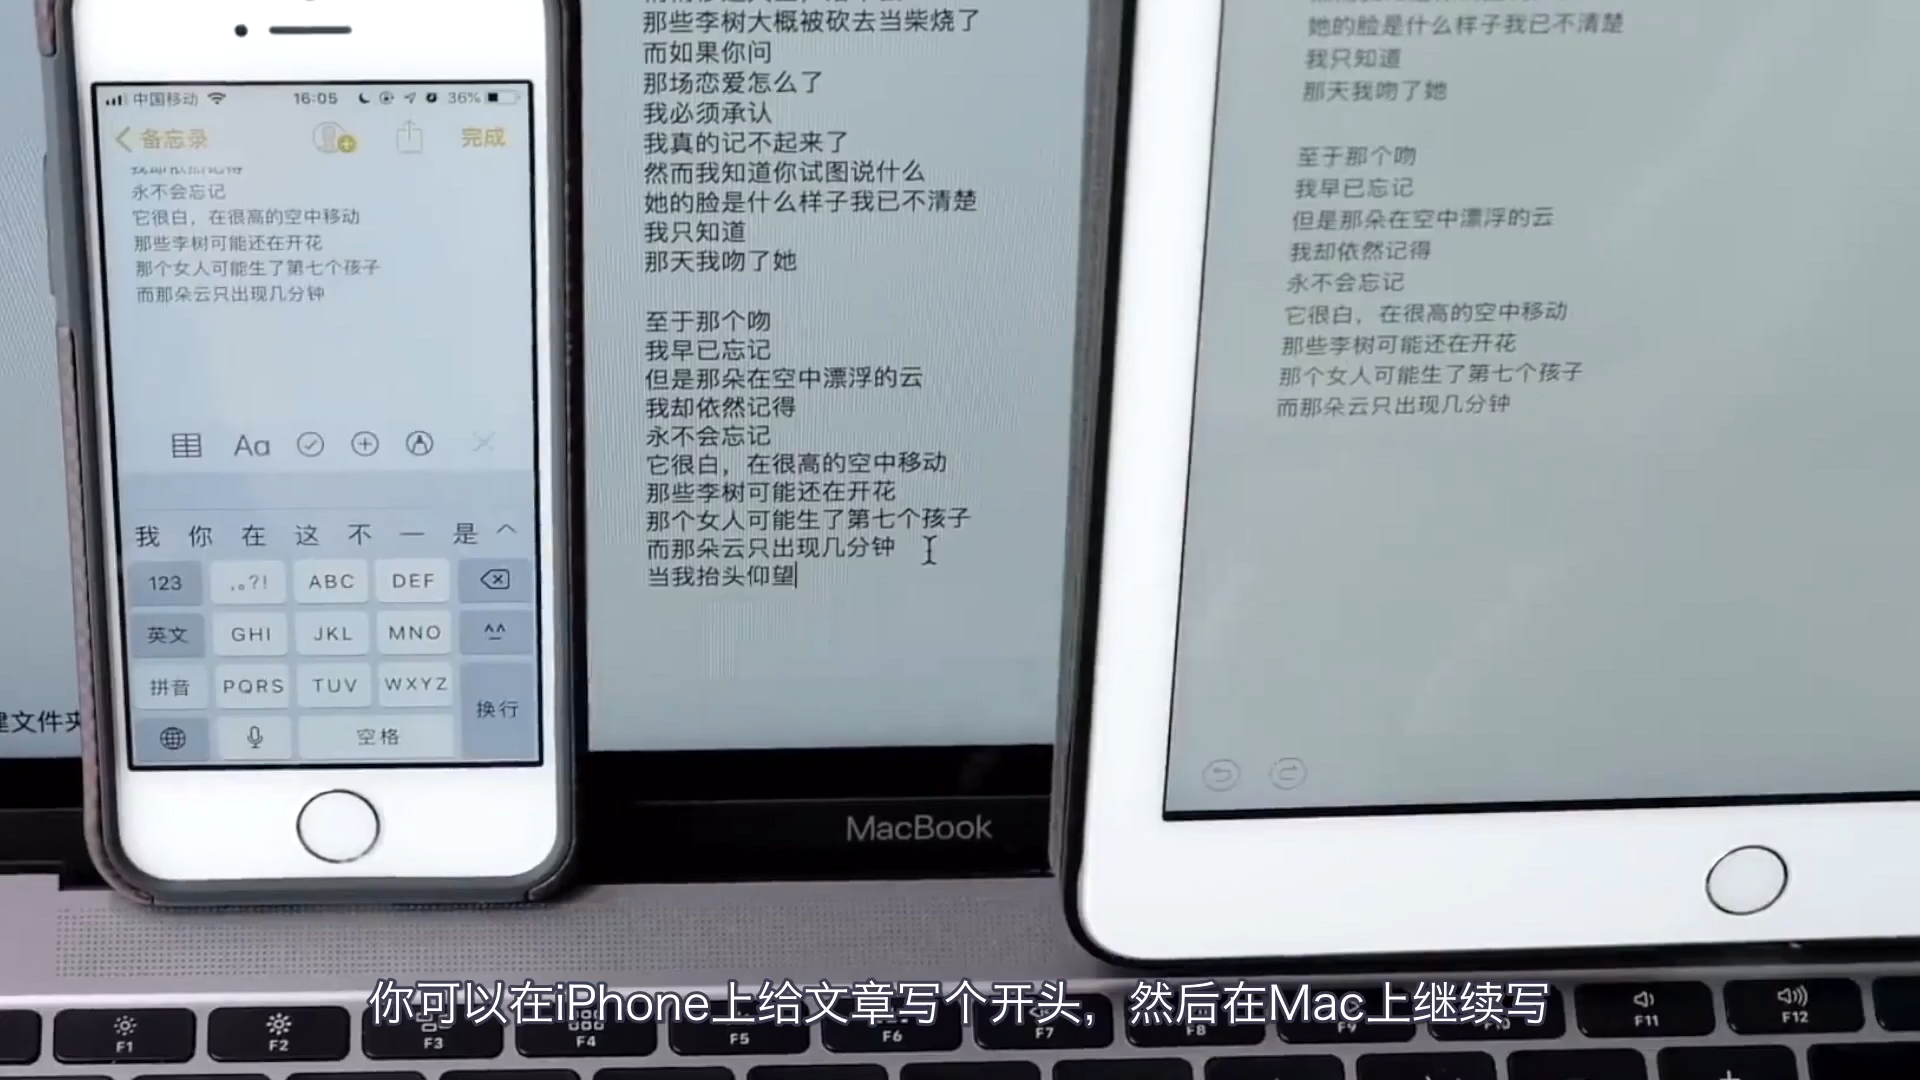 中国移动 16:05 36%
备忘录 完成
我却依然记得
永不会忘记
它很白，在很高的空中移动
那些李树可能还在开花
那个女人可能生了第七个孩子
而那朵云只出现几分钟
Aa
我 你 在 这 不 一 是
123 ,。?! ABC DEF
英文 GHI JKL MNO ^^
拼音 PQRS TUV WXYZ
换行
空格
建文件夹
那些李树大概被砍去当柴烧了
而如果你问
那场恋爱怎么了
我必须承认
我真的记不起来了
然而我知道你试图说什么
她的脸是什么样子我已不清楚
我只知道
那天我吻了她
至于那个吻
我早已忘记
但是那朵在空中漂浮的云
我却依然记得
永不会忘记
它很白，在很高的空中移动
那些李树可能还在开花
那个女人可能生了第七个孩子
而那朵云只出现几分钟
当我抬头仰望
MacBook
她的脸是什么样子我已不清楚
我只知道
那天我吻了她
至于那个吻
我早已忘记
但是那朵在空中漂浮的云
我却依然记得
永不会忘记
它很白，在很高的空中移动
那些李树可能还在开花
那个女人可能生了第七个孩子
而那朵云只出现几分钟
你可以在iPhone上给文章写个开头，然后在Mac上继续写
F1 F2 F3 F4 F5 F6 F7 F8 F9 F10 F11 F12